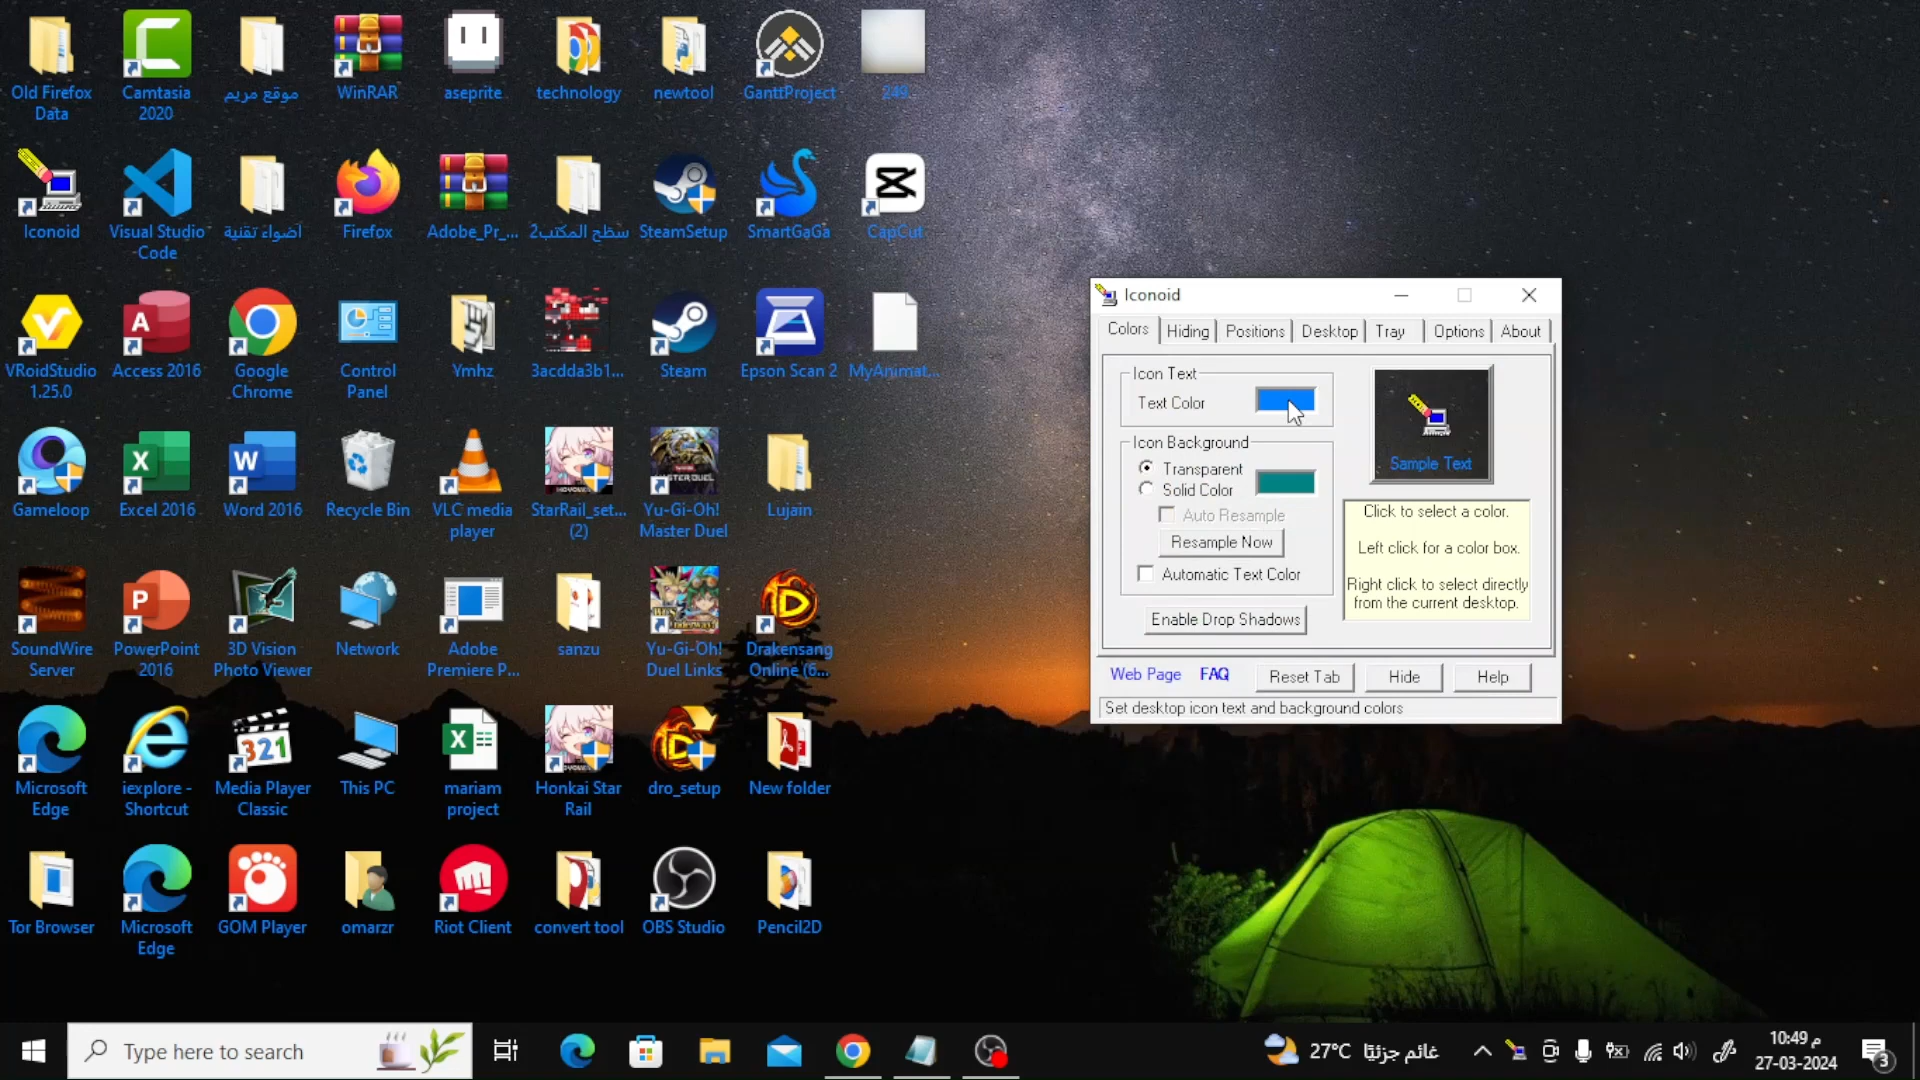 Old Firefox
Data
Camtasia
2020
موقع مريم
WinRAR
aseprite
technology
newtool
GanttProject
249
Iconoid
Visual Studio
Code
اضواء تقنية
Firefox
Adobe_Pr_...
سطح المكتب2
SteamSetup
SmartGaGa
CapCut
VRoidStudio
1.25.0
Access 2016
Google
Chrome
Control
Panel
Ymhz
3acdda3b1...
Steam
Epson Scan 2
MyAnimat...
Gameloop
Excel 2016
Word 2016
Recycle Bin
VLC media
player
StarRail_set...
(2)
Yu-Gi-Oh!
Master Duel
Lujain
SoundWire
Server
PowerPoint
2016
3D Vision
Photo Viewer
Network
Adobe
Premiere P...
sanzu
Yu-Gi-Oh!
Duel Links
Drakensang
Online (6...
Microsoft
Edge
iexplore -
Shortcut
321
Media Player
Classic
This PC
mariam
project
Honkai Star
Rail
dro_setup
New folder
Tor Browser
Microsoft
Edge
GOM Player
omarzr
Riot Client
convert tool
OBS Studio
Pencil2D
Iconoid
Colors
Hiding
Positions
Desktop
Tray
Options
About
Icon Text
Text Color
Icon Background
Transparent
Solid Color
Auto Resample
Resample Now
Automatic Text Color
Enable Drop Shadows
Sample Text
Click to select a color.
Left click for a color box.
Right click to select directly
from the current desktop.
Web Page
FAQ
Reset Tab
Hide
Help
Set desktop icon text and background colors
Type here to search
27°C غائم جزئيًا
10:49 م
27-03-2024
3